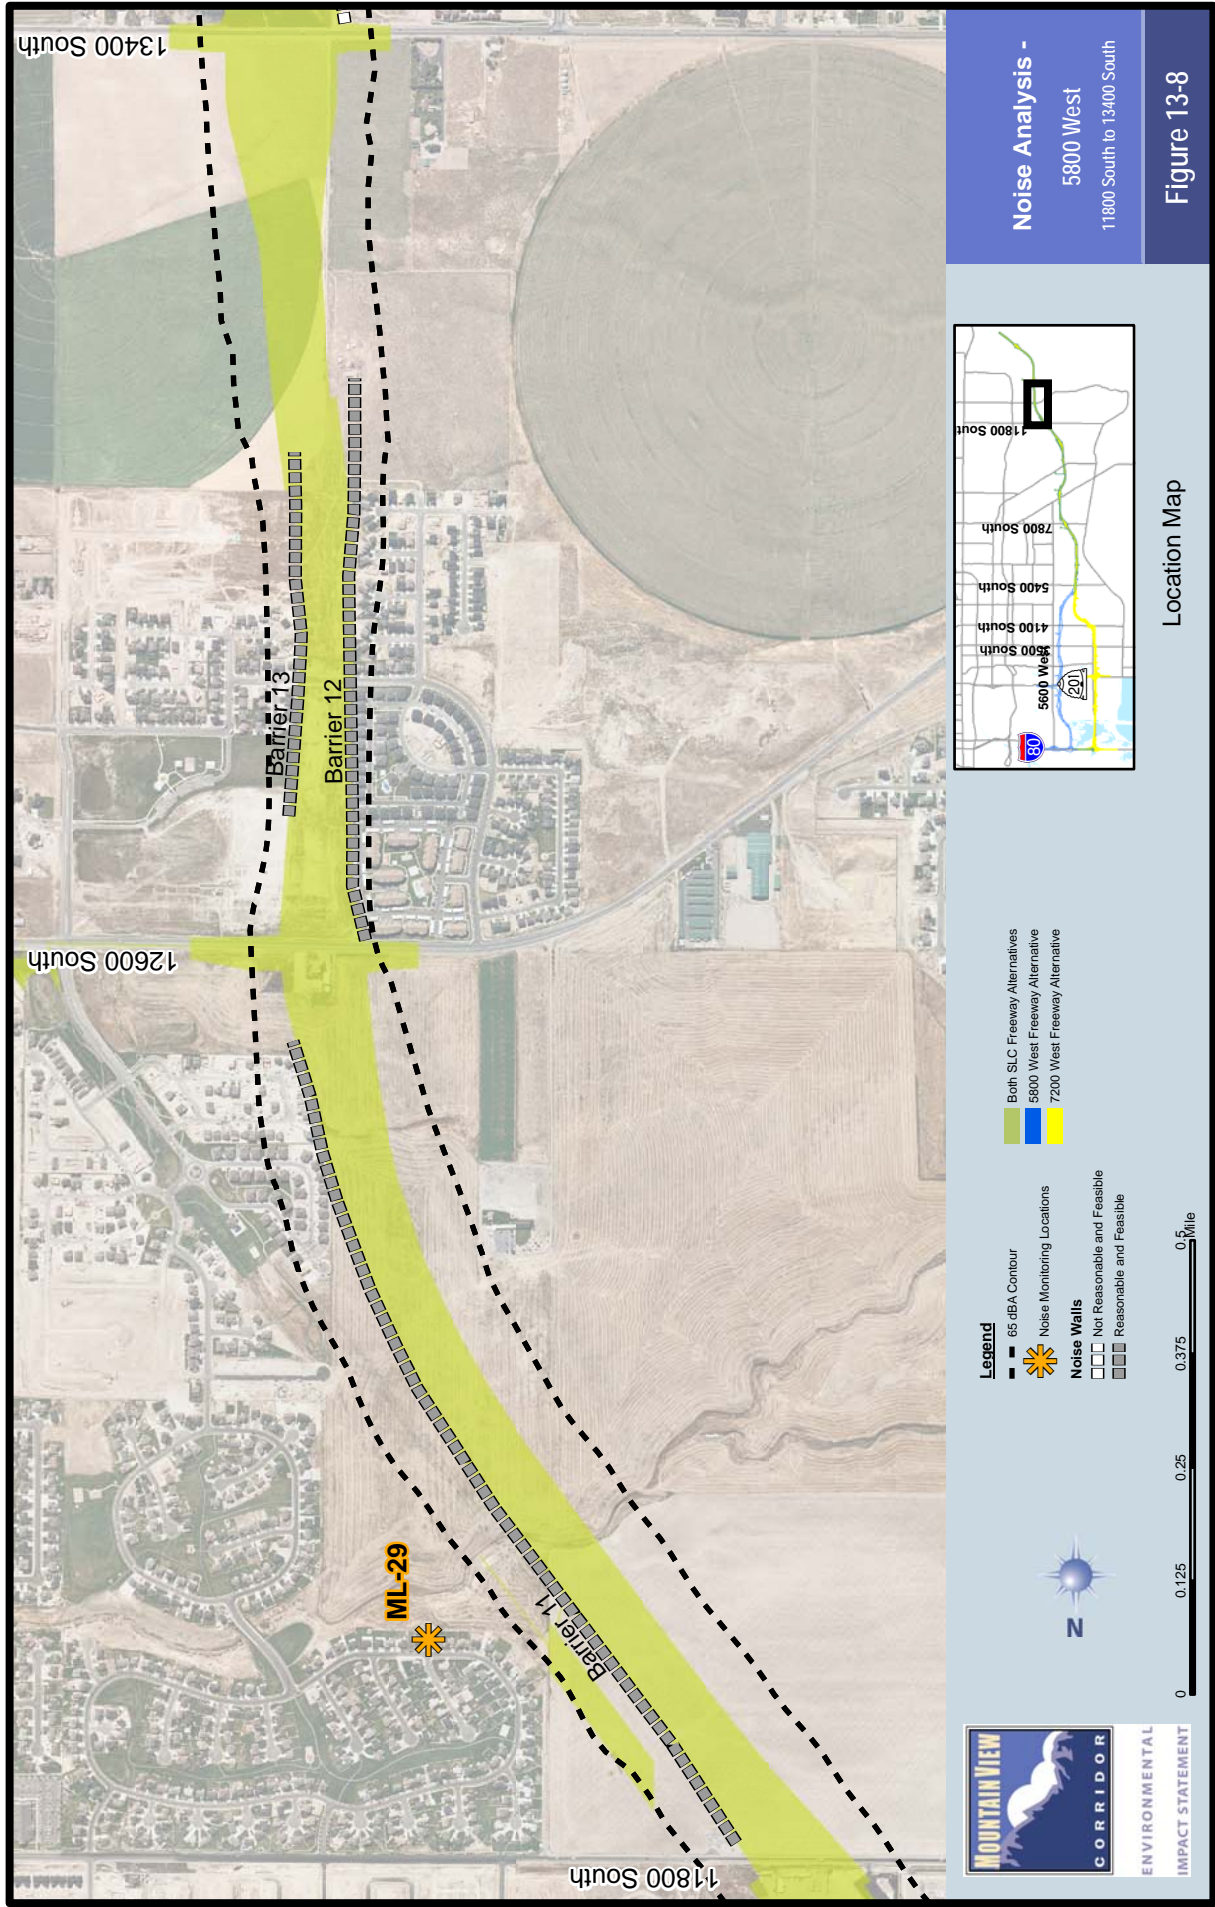 13400 South
12600 South
11800 South
Barrier 13
Barrier 12
Barrier 11
ML-29
Noise Analysis -
5800 West
11800 South to 13400 South
Figure 13-8
Location Map
11800 Sout
7800 South
5400 South
4100 South
3500 South
5600 West
201
80
Legend
65 dBA Contour
Noise Monitoring Locations
Noise Walls
Not Reasonable and Feasible
Reasonable and Feasible
Both SLC Freeway Alternatives
5800 West Freeway Alternative
7200 West Freeway Alternative
0 0.125 0.25 0.375 0.5
Mile
N
MOUNTAIN VIEW
CORRIDOR
ENVIRONMENTAL
IMPACT STATEMENT